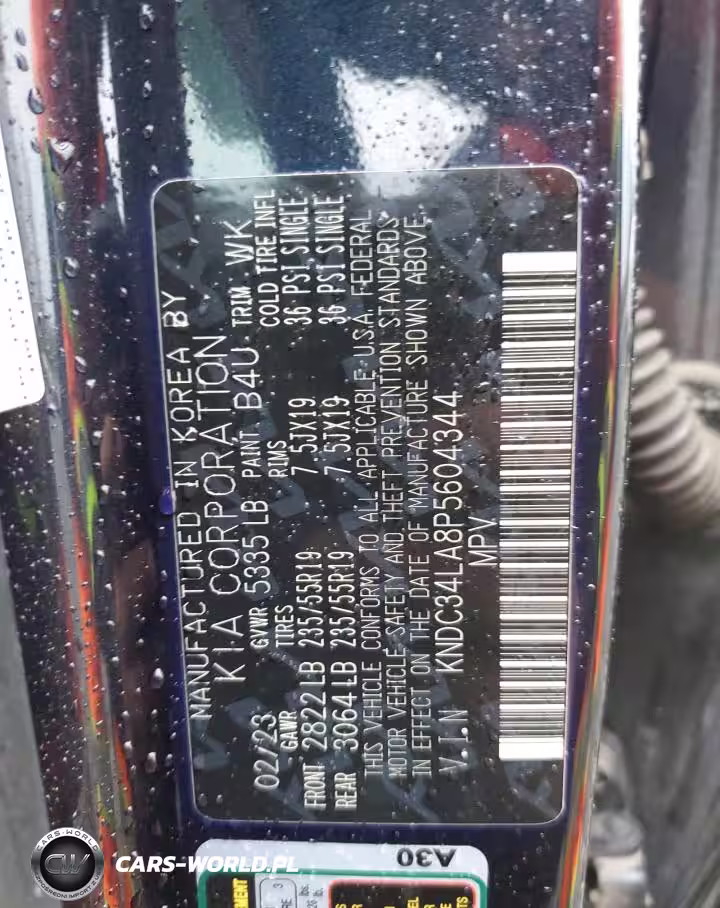 MANUFACTURED IN KOREA BY
KIA CORPORATION
02/23 GVWR 5335 LB PAINT B4U TRIM WK
GAWR TIRES RIMS COLD TIRE INFL
FRONT 2822 LB 235/55R19 7.5JX19 36 PSI SINGLE
REAR 3064 LB 235/55R19 7.5JX19 36 PSI SINGLE
THIS VEHICLE CONFORMS TO ALL APPLICABLE U.S.A. FEDERAL
MOTOR VEHICLE SAFETY AND THEFT PREVENTION STANDARDS
IN EFFECT ON THE DATE OF MANUFACTURE SHOWN ABOVE.
V.I.N KNDC34LA8P5604344
MPV
A30
CARS-WORLD
CW
CARS-WORLD.PL